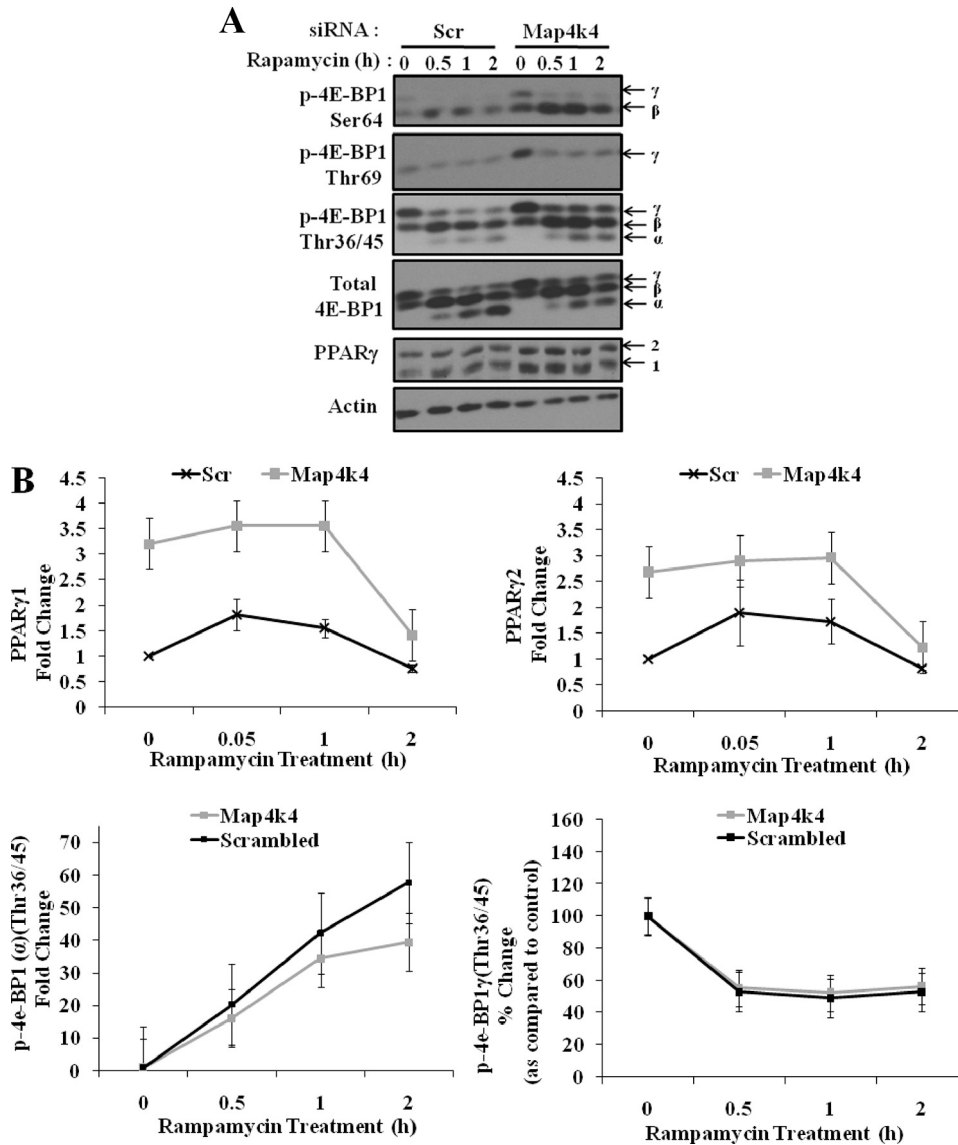 A
siRNA : Scr Map4k4
Rapamycin (h) : 0 0.5 1 2 0 0.5 1 2
p-4E-BP1 Ser64
γ
β
p-4E-BP1 Thr69
γ
p-4E-BP1 Thr36/45
γ
β
α
Total 4E-BP1
γ
β
α
PPARγ
2
1
Actin
B
Scr Map4k4
PPARγ1
Fold Change
4.5
4
3.5
3
2.5
2
1.5
1
0.5
0
0 0.05 1 2
Rampamycin Treatment (h)
Scr Map4k4
PPARγ2
Fold Change
4.5
4
3.5
3
2.5
2
1.5
1
0.5
0
0 0.05 1 2
Rampamycin Treatment (h)
Map4k4
Scrambled
p-4e-BP1 (α)(Thr36/45)
Fold Change
70
60
50
40
30
20
10
0
0 0.5 1 2
Rampamycin Treatment (h)
Map4k4
Scrambled
p-4e-BP1γ(Thr36/45)
% Change
(as compared to control)
160
140
120
100
80
60
40
20
0
0 0.5 1 2
Rampamycin Treatment (h)